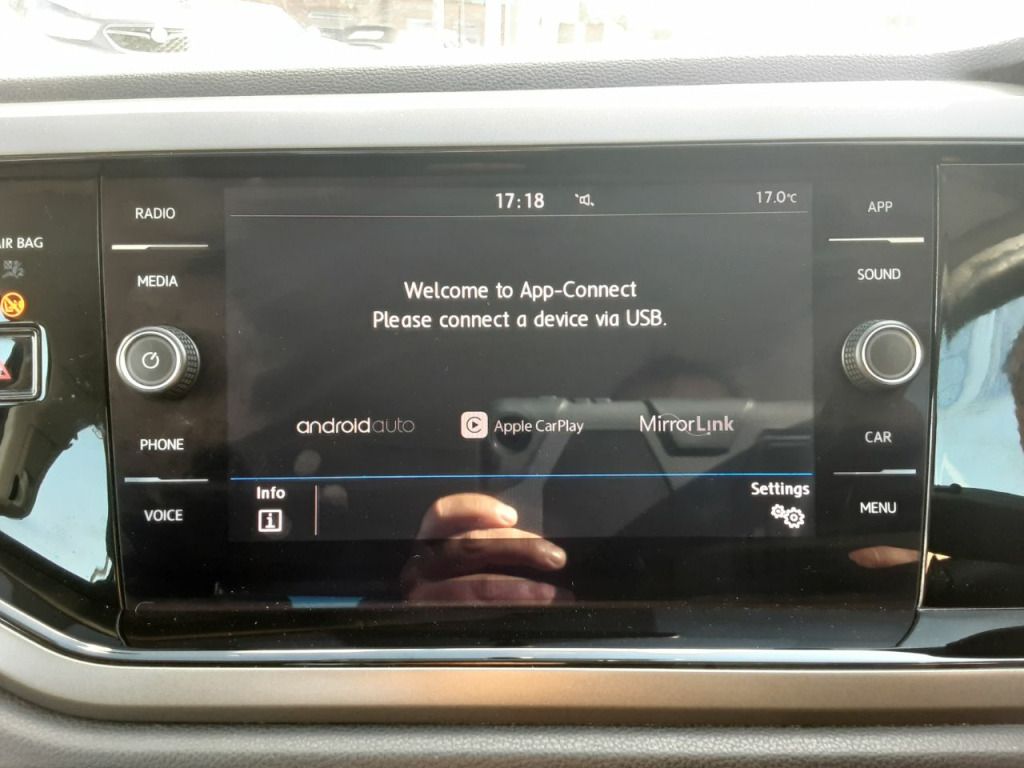 17:18
17.0°C
RADIO
APP
IR BAG
MEDIA
SOUND
Welcome to App-Connect
Please connect a device via USB.
androidauto
Apple CarPlay
MirrorLink
PHONE
CAR
Info
Settings
VOICE
MENU